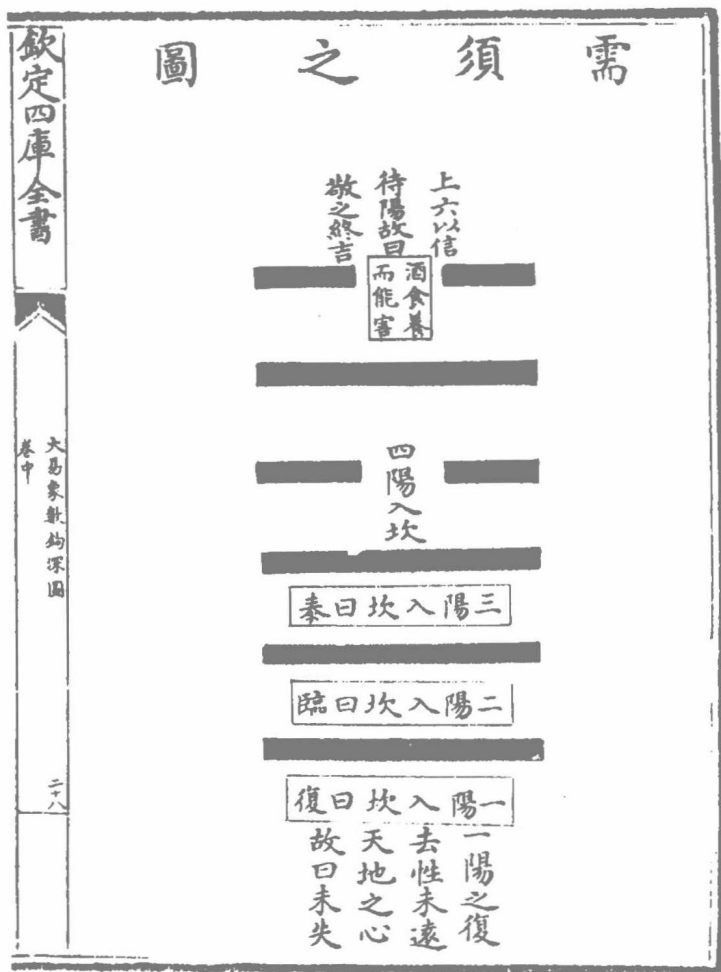 需須之圖
上六以信
待陽故曰
敬之終吉
酒食養
而能害
四陽入坎
三陽入坎曰泰
二陽入坎曰臨
一陽入坎曰復
一陽之復
去性未遠
天地之心
故曰未失
欽定四庫全書
大易象數鉤深圖
卷中
二十八